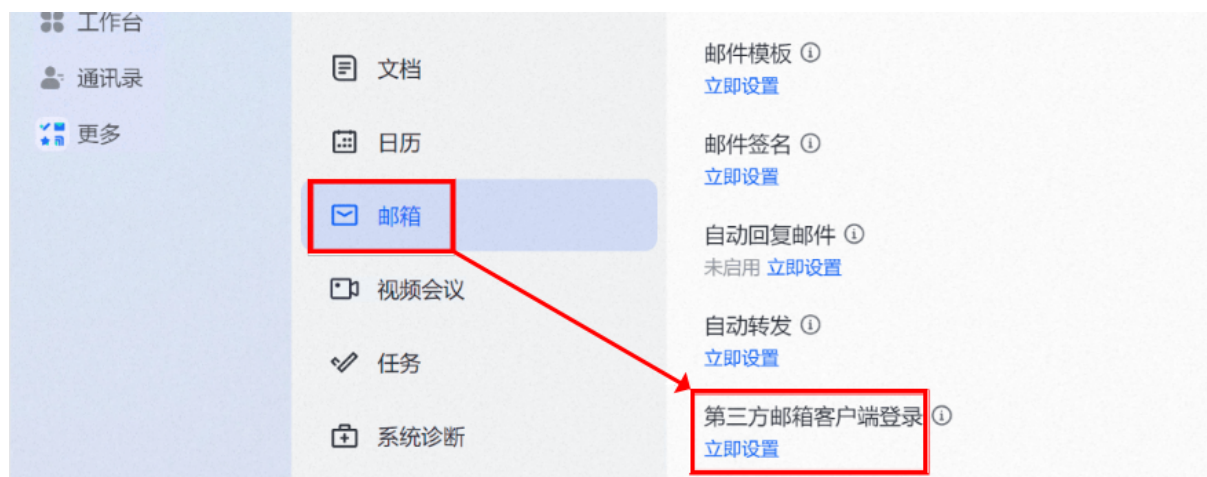 工作台
通讯录
更多
文档
日历
邮箱
视频会议
任务
系统诊断
邮件模板
立即设置
邮件签名
立即设置
自动回复邮件
未启用 立即设置
自动转发
立即设置
第三方邮箱客户端登录
立即设置